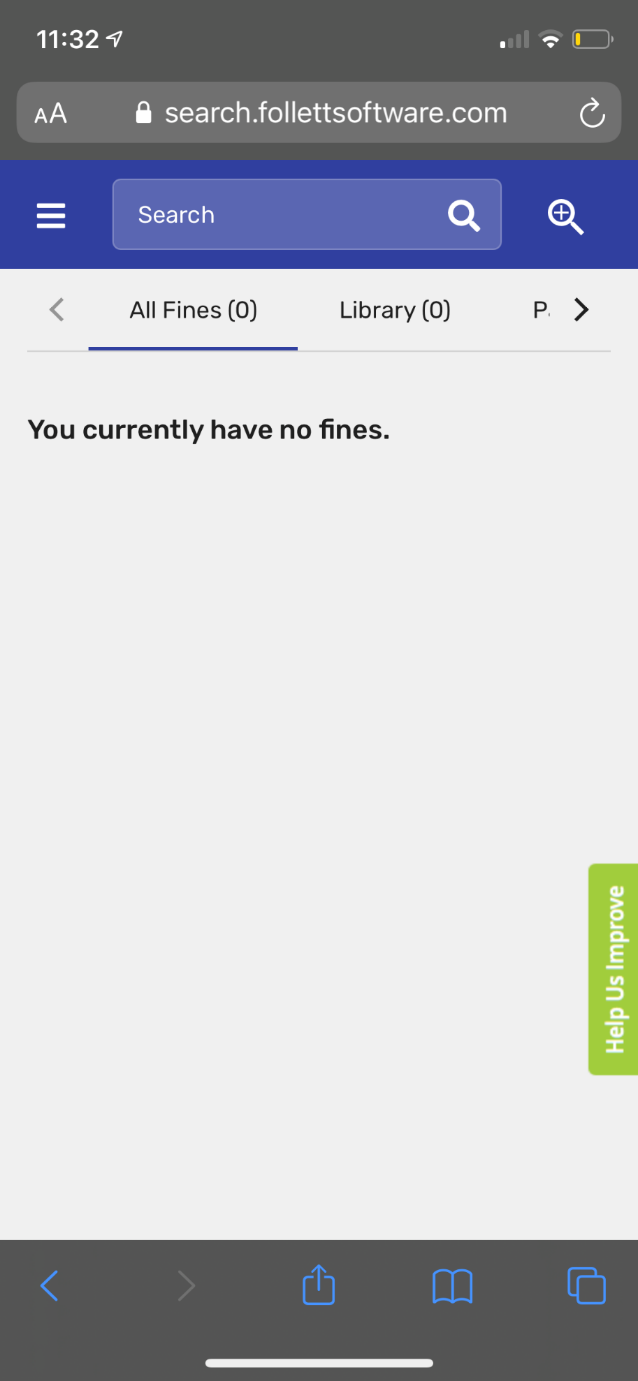 11:32
AA search.follettsoftware.com
Search
All Fines (0) Library (0)
You currently have no fines.
Help Us Improve